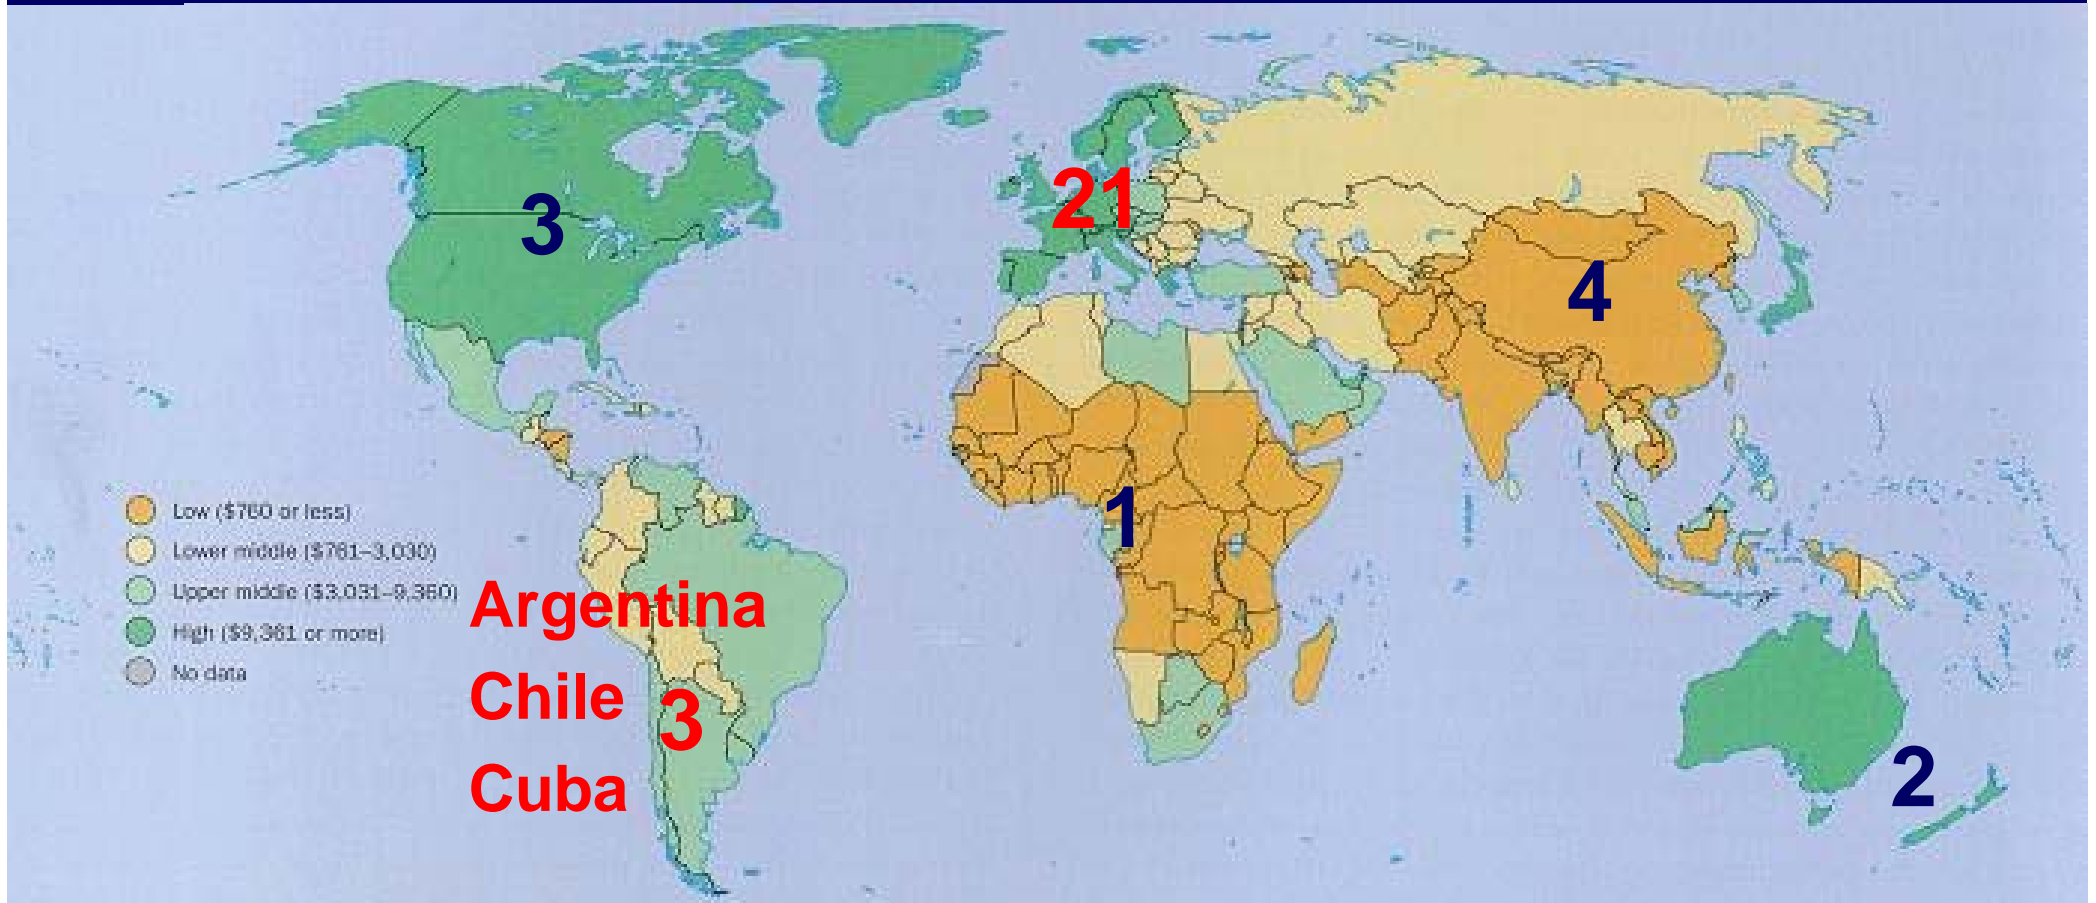 3
21
4
1
Low ($760 or less)
Lower middle ($761–3,030)
Upper middle ($3,031–9,360)
High ($9,361 or more)
No data
Argentina
Chile
3
Cuba
2